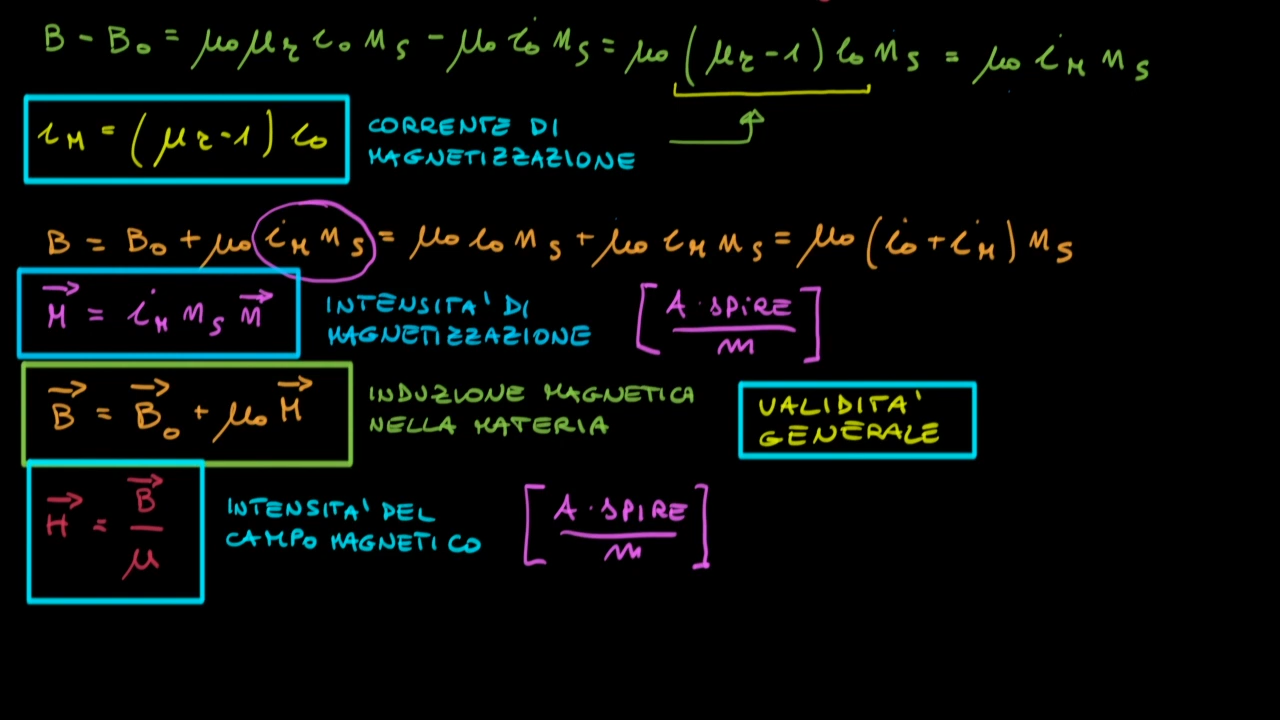 B - B₀ = μ₀ μᵣ i₀ nₛ - μ₀ i₀ nₛ = μ₀ (μᵣ - 1) i₀ nₛ = μ₀ i_M nₛ
i_M = (μᵣ - 1) i₀
CORRENTE DI
MAGNETIZZAZIONE
B = B₀ + μ₀ i_M nₛ = μ₀ i₀ nₛ + μ₀ i_M nₛ = μ₀ (i₀ + i_M) nₛ
M⃗ = i_M nₛ n⃗
INTENSITA' DI
MAGNETIZZAZIONE
[A · SPIRE / m]
B⃗ = B⃗₀ + μ₀ M⃗
INDUZIONE MAGNETICA
NELLA MATERIA
VALIDITA'
GENERALE
H⃗ = B⃗ / μ
INTENSITA' DEL
CAMPO MAGNETICO
[A · SPIRE / m]